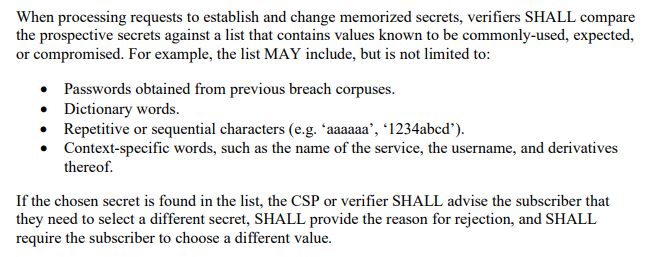 When processing requests to establish and change memorized secrets, verifiers SHALL compare
the prospective secrets against a list that contains values known to be commonly-used, expected,
or compromised. For example, the list MAY include, but is not limited to:
• Passwords obtained from previous breach corpuses.
• Dictionary words.
• Repetitive or sequential characters (e.g. ‘aaaaaa’, ‘1234abcd’).
• Context-specific words, such as the name of the service, the username, and derivatives
thereof.
If the chosen secret is found in the list, the CSP or verifier SHALL advise the subscriber that
they need to select a different secret, SHALL provide the reason for rejection, and SHALL
require the subscriber to choose a different value.